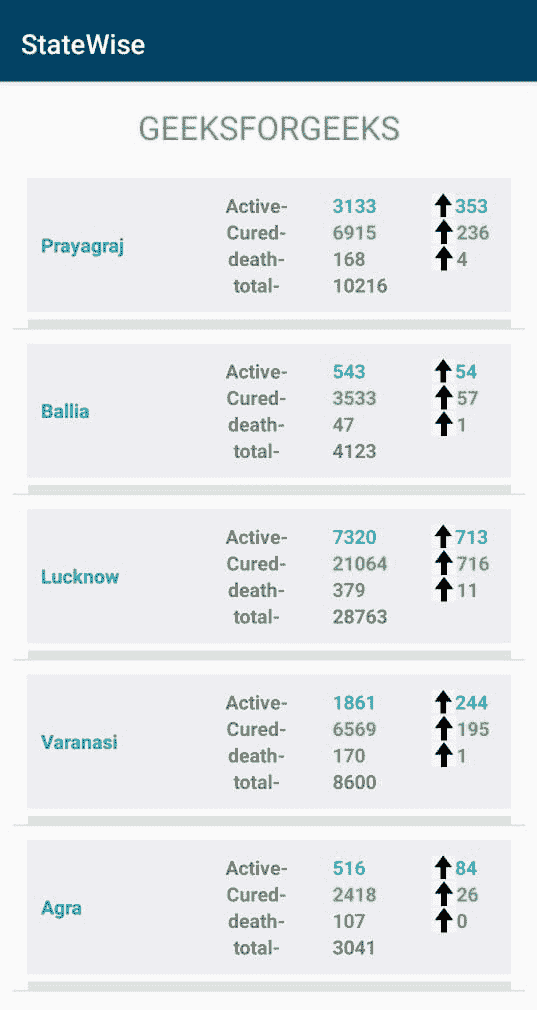 StateWise
GEEKSFORGEEKS
Prayagraj
Active- 3133 353
Cured- 6915 236
death- 168 4
total- 10216
Ballia
Active- 543 54
Cured- 3533 57
death- 47 1
total- 4123
Lucknow
Active- 7320 713
Cured- 21064 716
death- 379 11
total- 28763
Varanasi
Active- 1861 244
Cured- 6569 195
death- 170 1
total- 8600
Agra
Active- 516 84
Cured- 2418 26
death- 107 0
total- 3041